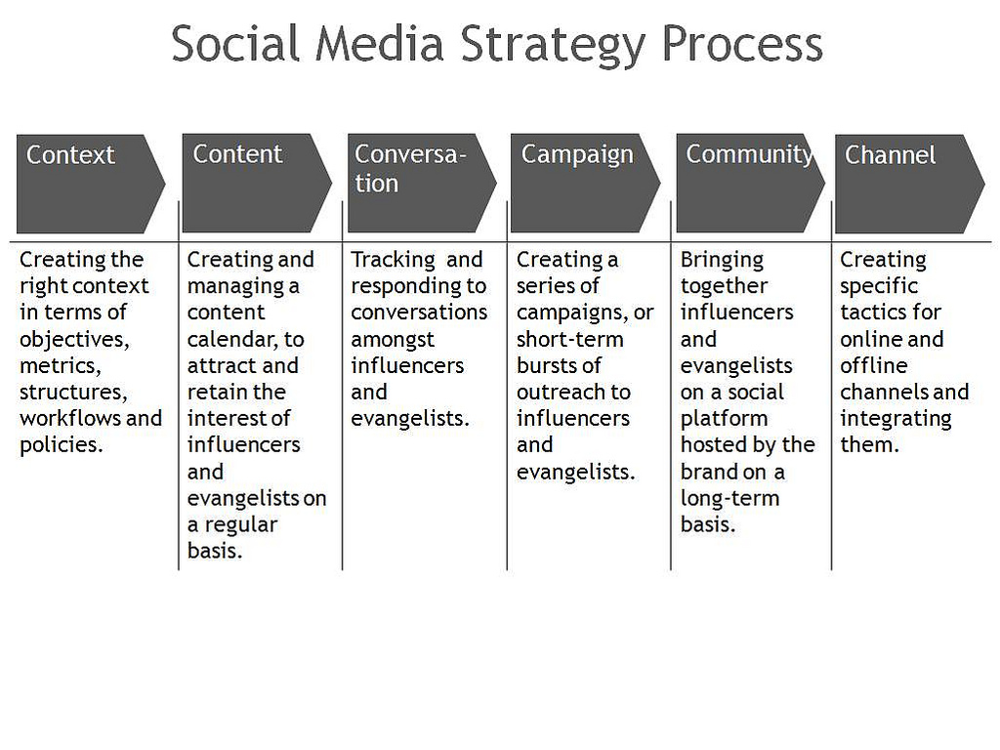 Social Media Strategy Process
Context
Content
Conversa-
tion
Campaign
Community
Channel
Creating the
right context
in terms of
objectives,
metrics,
structures,
workflows and
policies.
Creating and
managing a
content
calendar, to
attract and
retain the
interest of
influencers
and
evangelists on
a regular
basis.
Tracking and
responding to
conversations
amongst
influencers
and
evangelists.
Creating a
series of
campaigns, or
short-term
bursts of
outreach to
influencers
and
evangelists.
Bringing
together
influencers
and
evangelists
on a social
platform
hosted by the
brand on a
long-term
basis.
Creating
specific
tactics for
online and
offline
channels and
integrating
them.